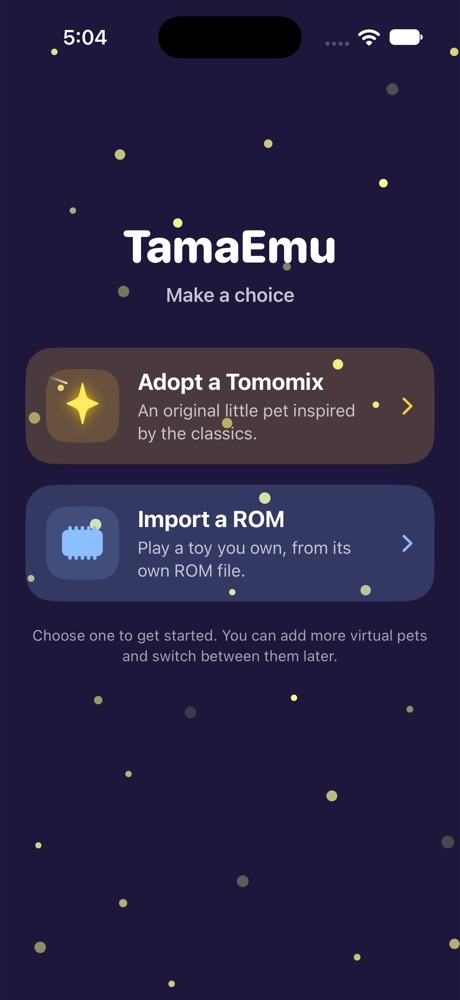 5:04
TamaEmu
Make a choice
Adopt a Tomomix
An original little pet inspired
by the classics.
Import a ROM
Play a toy you own, from its
own ROM file.
Choose one to get started. You can add more virtual pets
and switch between them later.